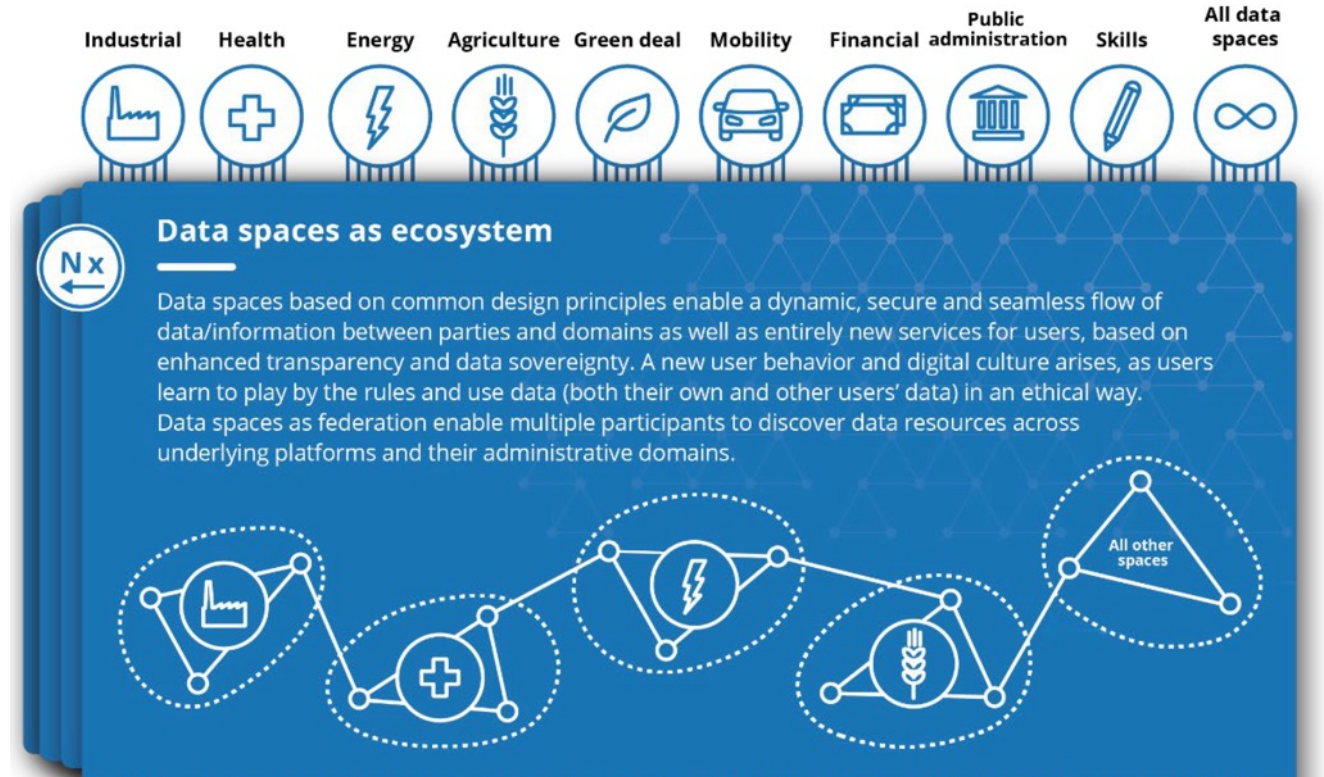 Industrial
Health
Energy
Agriculture
Green deal
Mobility
Financial
Public
administration
Skills
All data
spaces
Nx
Data spaces as ecosystem
Data spaces based on common design principles enable a dynamic, secure and seamless flow of
data/information between parties and domains as well as entirely new services for users, based on
enhanced transparency and data sovereignty. A new user behavior and digital culture arises, as users
learn to play by the rules and use data (both their own and other users’ data) in an ethical way.
Data spaces as federation enable multiple participants to discover data resources across
underlying platforms and their administrative domains.
All other
spaces